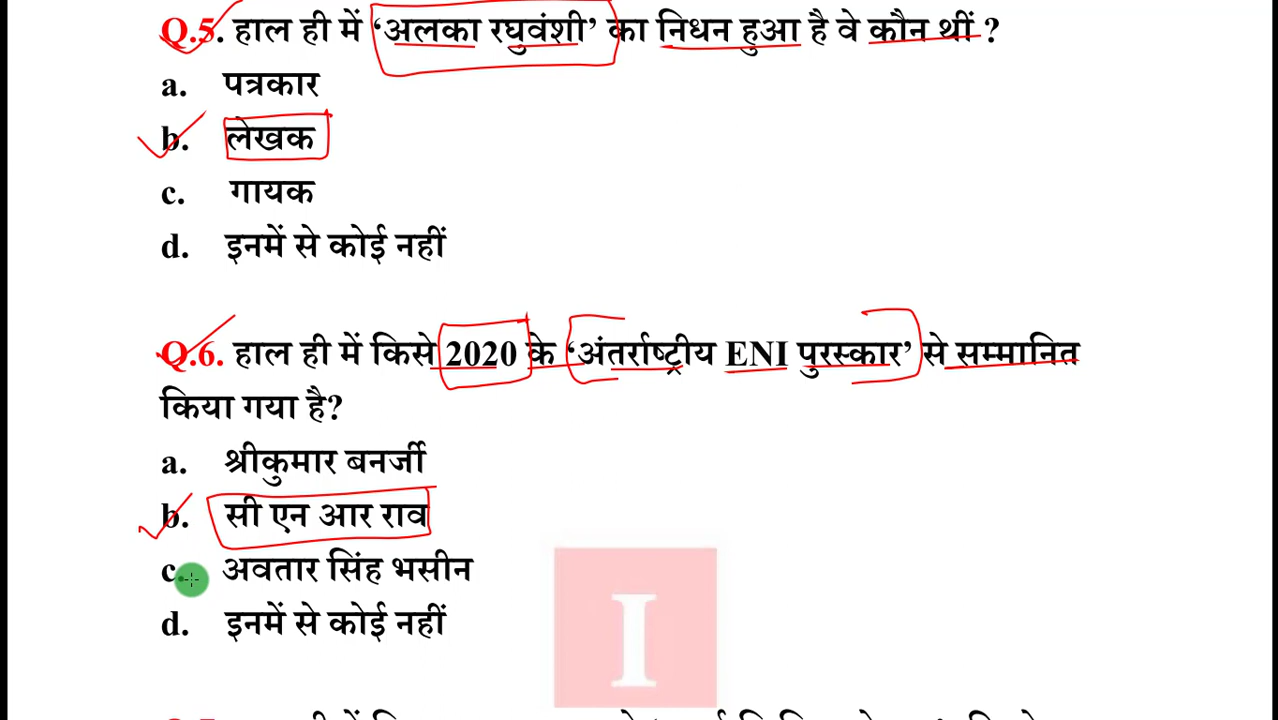 Q.5. हाल ही में ‘अलका रघुवंशी’ का निधन हुआ है वे कौन थीं ?
a. पत्रकार
b. लेखक
c. गायक
d. इनमें से कोई नहीं
Q.6. हाल ही में किसे 2020 के ‘अंतर्राष्ट्रीय ENI पुरस्कार’ से सम्मानित
किया गया है?
a. श्रीकुमार बनर्जी
b. सी एन आर राव
c. अवतार सिंह भसीन
d. इनमें से कोई नहीं
I